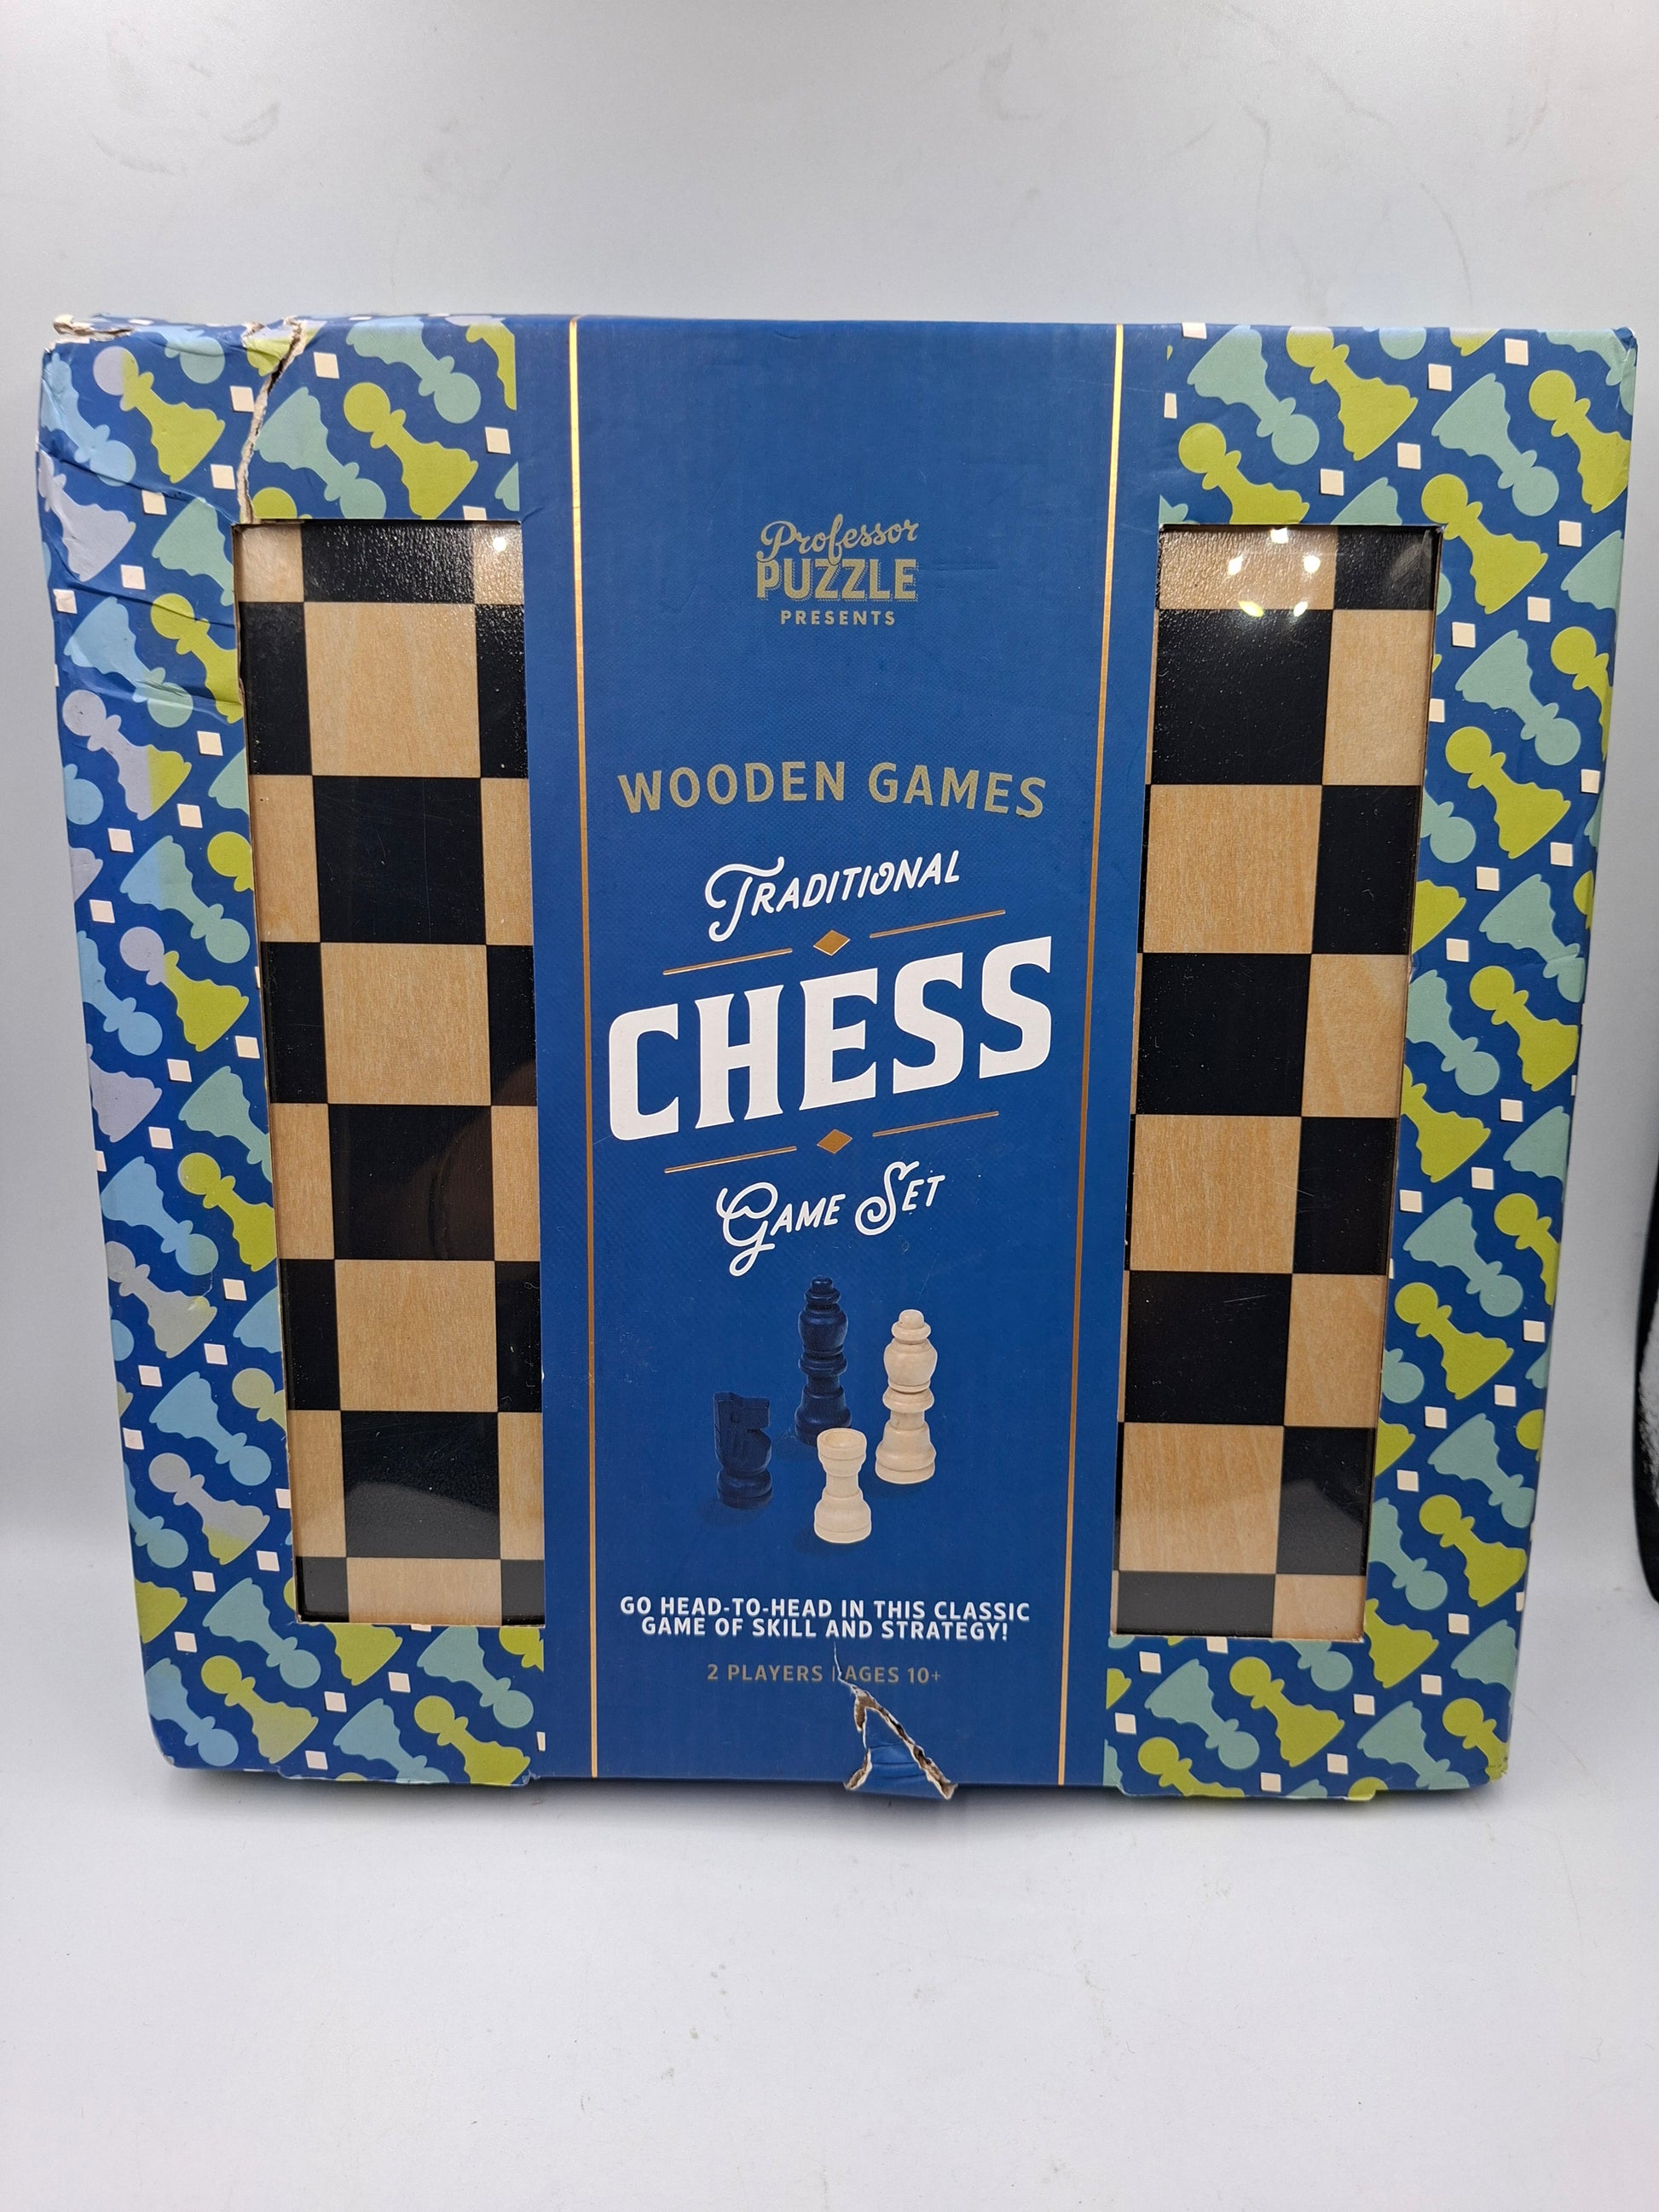 Professor
PUZZLE
PRESENTS
WOODEN GAMES
TRADITIONAL
CHESS
GAME SET
GO HEAD-TO-HEAD IN THIS CLASSIC
GAME OF SKILL AND STRATEGY!
2 PLAYERS | AGES 10+